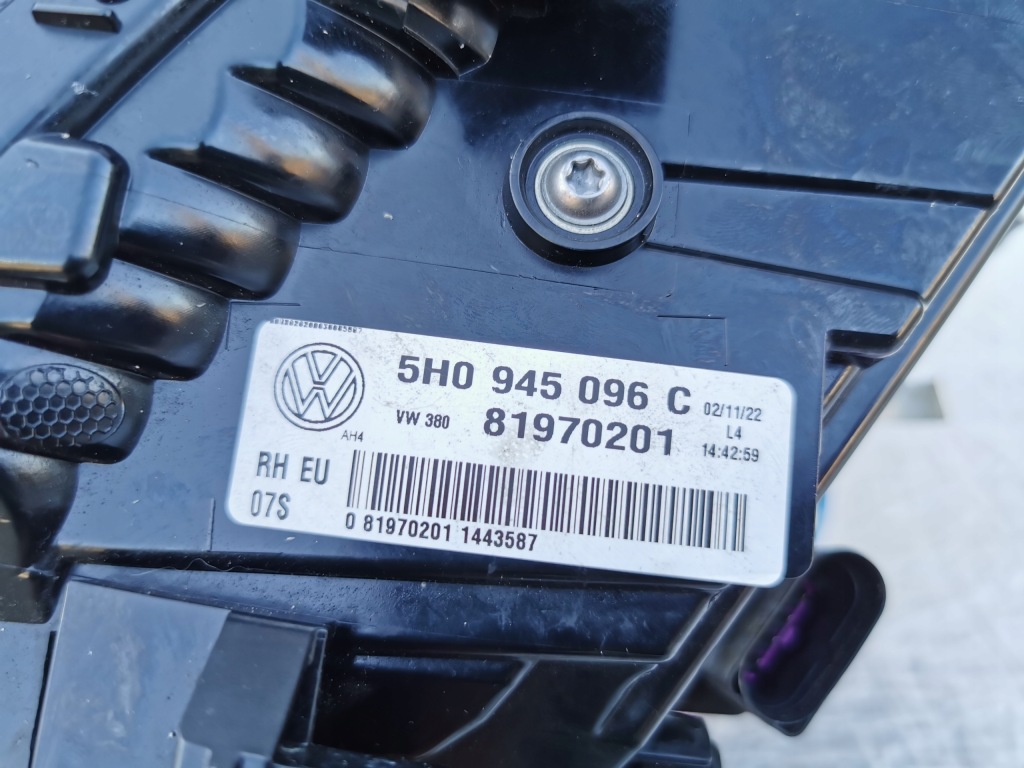 5H0 945 096 C
02/11/22
VW 380
81970201
L4
AH4
14:42:59
RH EU
07S
0 81970201 1443587